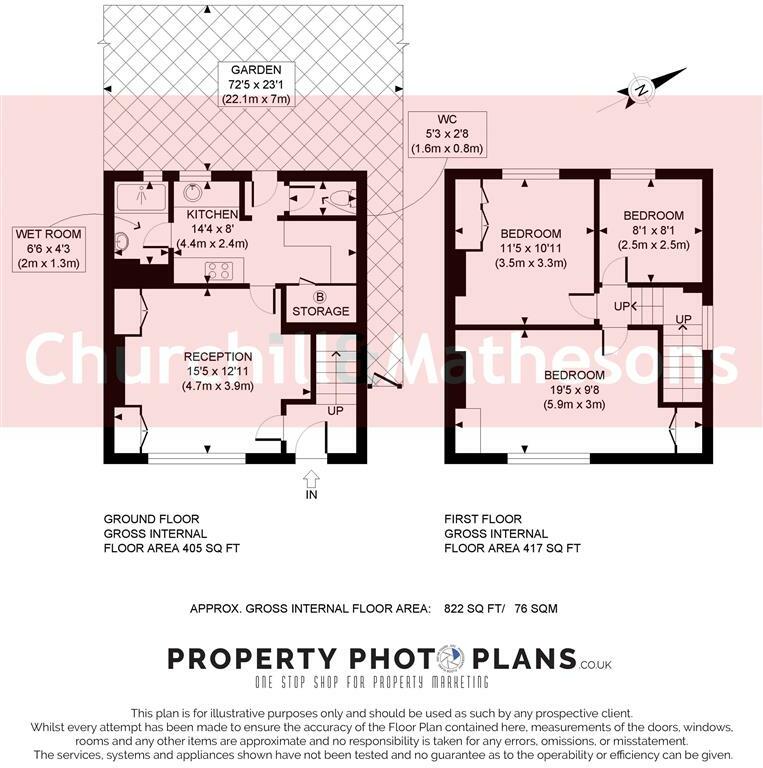 GARDEN
72'5 x 23'1
(22.1m x 7m)
N
WC
5'3 x 2'8
(1.6m x 0.8m)
KITCHEN
14'4 x 8'
(4.4m x 2.4m)
WET ROOM
6'6 x 4'3
(2m x 1.3m)
B
STORAGE
BEDROOM
11'5 x 10'11
(3.5m x 3.3m)
BEDROOM
8'1 x 8'1
(2.5m x 2.5m)
UP
UP
Churchill&Mathesons
RECEPTION
15'5 x 12'11
(4.7m x 3.9m)
UP
BEDROOM
19'5 x 9'8
(5.9m x 3m)
IN
GROUND FLOOR
GROSS INTERNAL
FLOOR AREA 405 SQ FT
FIRST FLOOR
GROSS INTERNAL
FLOOR AREA 417 SQ FT
APPROX. GROSS INTERNAL FLOOR AREA: 822 SQ FT/ 76 SQM
PROPERTY PHOTO PLANS.CO.UK
ONE STOP SHOP FOR PROPERTY MARKETING
This plan is for illustrative purposes only and should be used as such by any prospective client.
Whilst every attempt has been made to ensure the accuracy of the Floor Plan contained here, measurements of the doors, windows,
rooms and any other items are approximate and no responsibility is taken for any errors, omissions, or misstatement.
The services, systems and appliances shown have not been tested and no guarantee as to the operability or efficiency can be given.